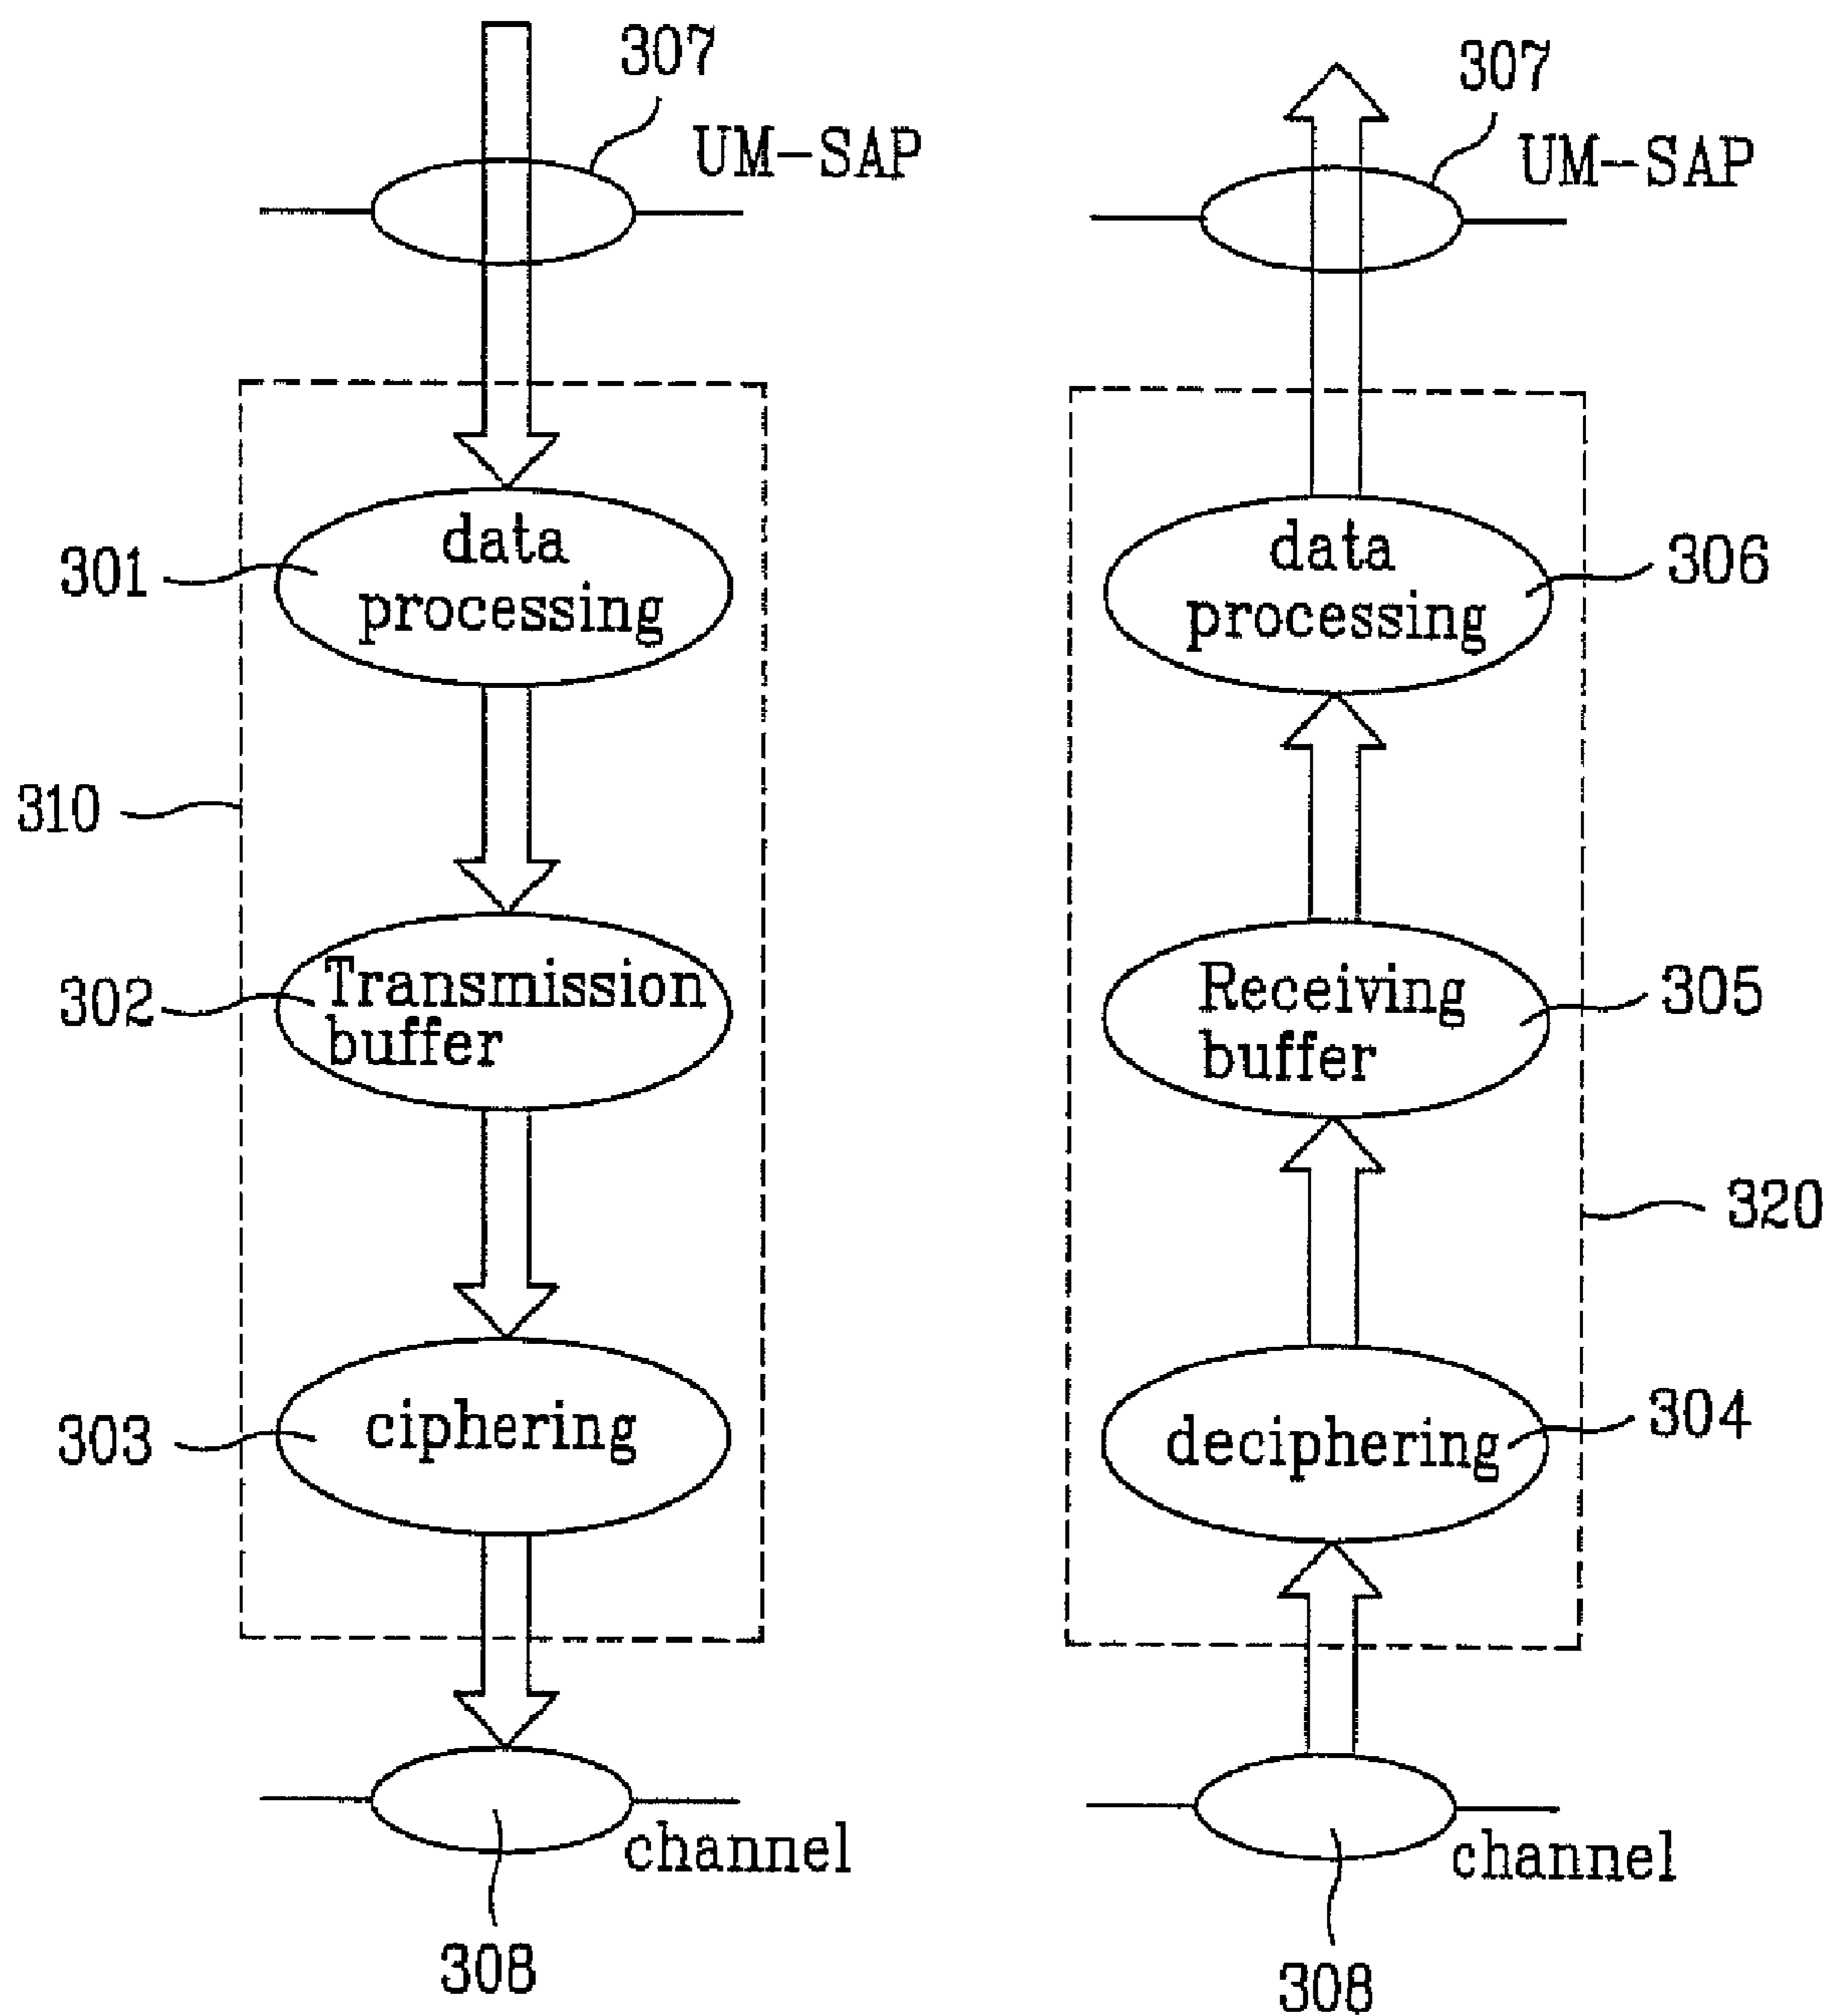 307
UM-SAP
301
data
processing
310
302
Transmission
buffer
303
ciphering
channel
308
307
UM-SAP
data
processing
306
Receiving
buffer
305
320
deciphering
304
channel
308